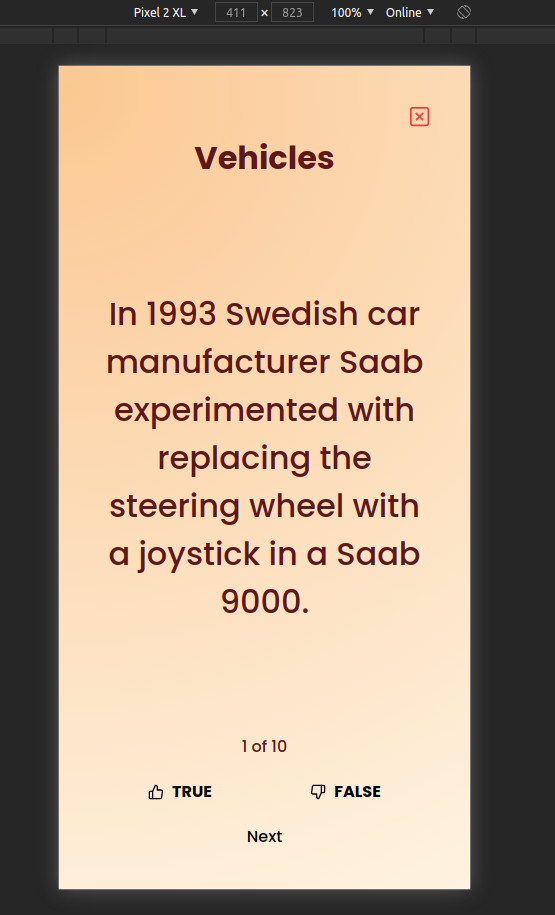 Pixel 2 XL 411 × 823 100% Online
Vehicles
In 1993 Swedish car
manufacturer Saab
experimented with
replacing the
steering wheel with
a joystick in a Saab
9000.
1 of 10
TRUE FALSE
Next